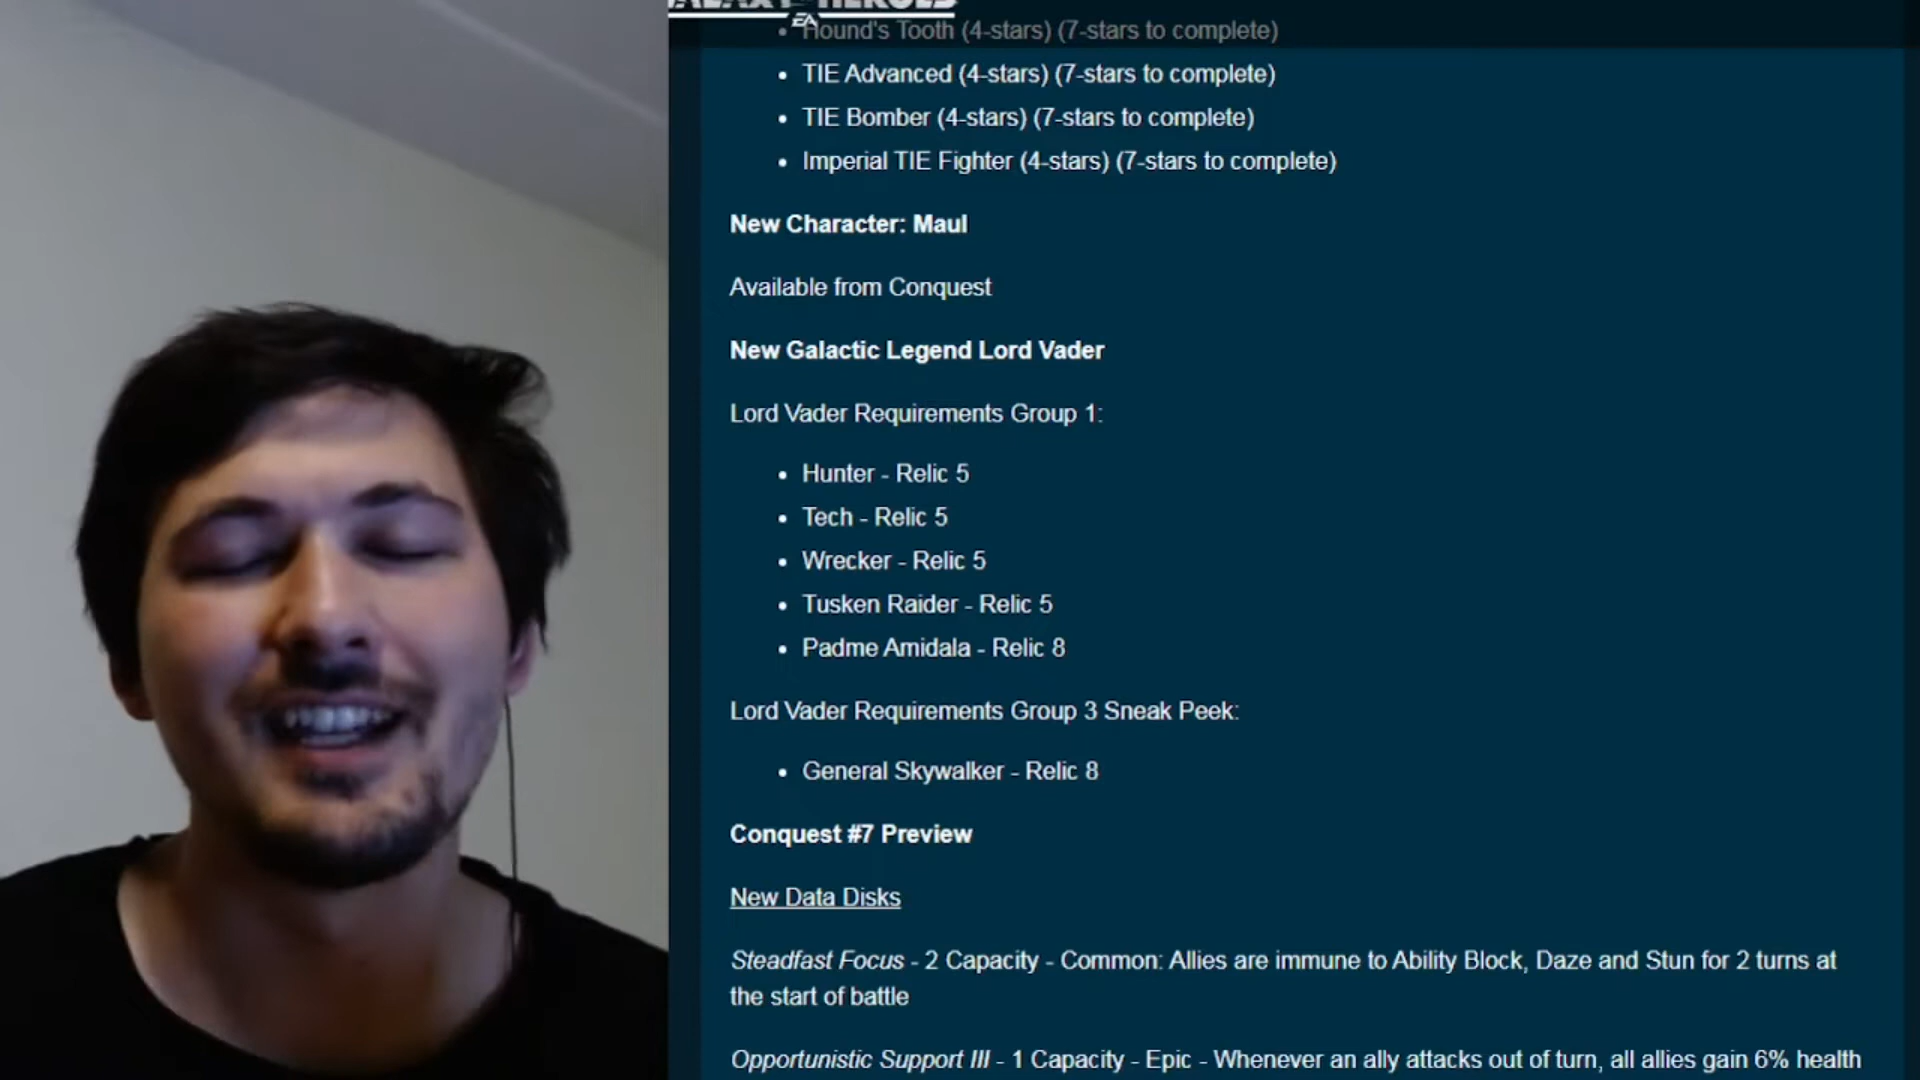 GALAXY OF HEROES
EA
Hound's Tooth (4-stars) (7-stars to complete)
TIE Advanced (4-stars) (7-stars to complete)
TIE Bomber (4-stars) (7-stars to complete)
Imperial TIE Fighter (4-stars) (7-stars to complete)
New Character: Maul
Available from Conquest
New Galactic Legend Lord Vader
Lord Vader Requirements Group 1:
Hunter - Relic 5
Tech - Relic 5
Wrecker - Relic 5
Tusken Raider - Relic 5
Padme Amidala - Relic 8
Lord Vader Requirements Group 3 Sneak Peek:
General Skywalker - Relic 8
Conquest #7 Preview
New Data Disks
Steadfast Focus - 2 Capacity - Common: Allies are immune to Ability Block, Daze and Stun for 2 turns at
the start of battle
Opportunistic Support III - 1 Capacity - Epic - Whenever an ally attacks out of turn, all allies gain 6% health